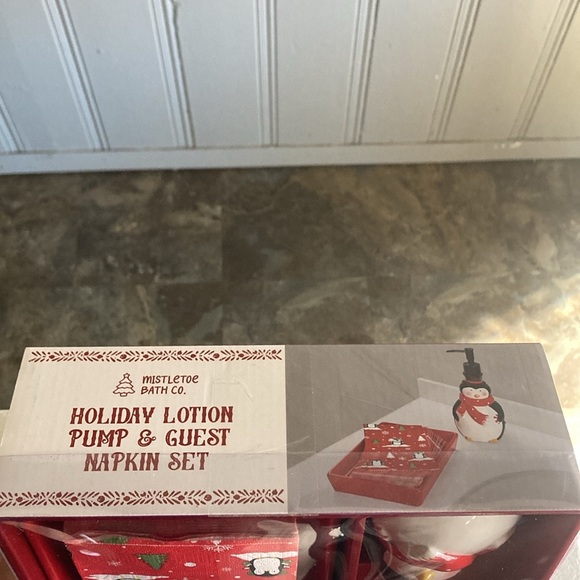 MISTLETOE
BATH CO.
HOLIDAY LOTION
PUMP & GUEST
NAPKIN SET